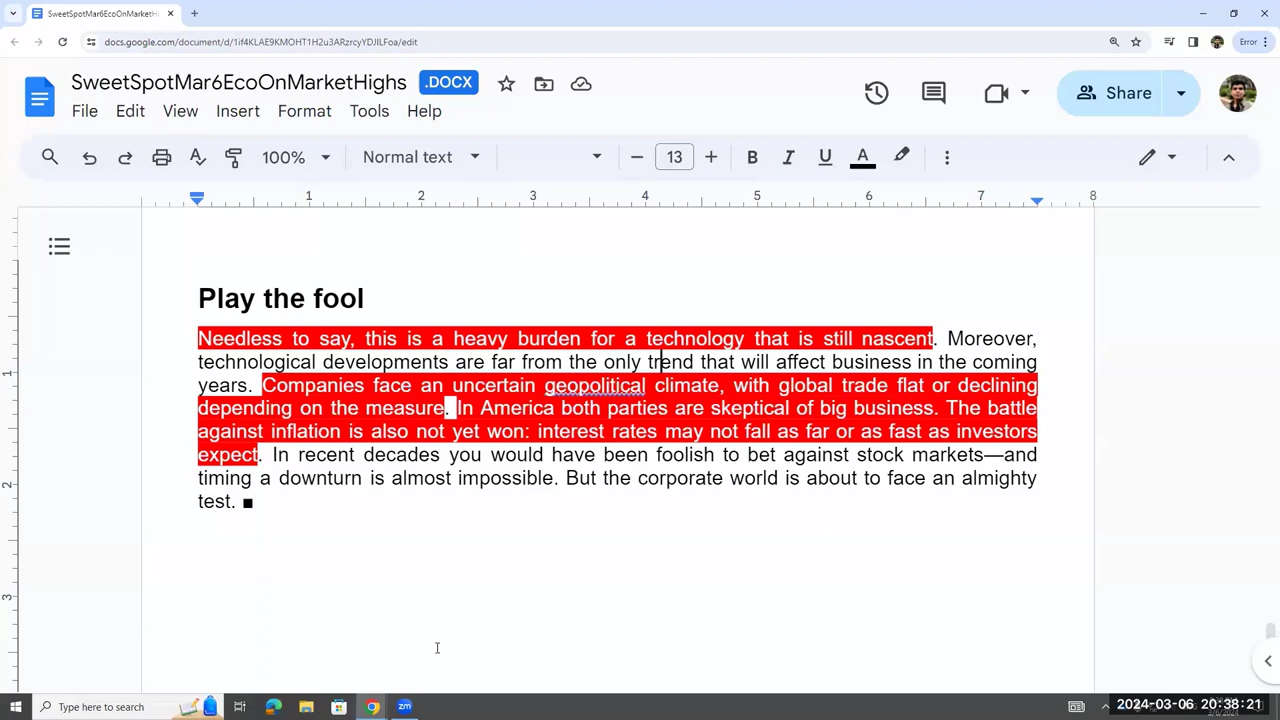 SweetSpotMar6EcoOnMarketHi
docs.google.com/document/d/1if4KLAE9KMOHT1H2u3ARzrcyYDJILFoa/edit
Error
SweetSpotMar6EcoOnMarketHighs .DOCX
File Edit View Insert Format Tools Help
Share
100% Normal text 13 B I U A
1 2 3 4 5 6 7 8
Play the fool
Needless to say, this is a heavy burden for a technology that is still nascent. Moreover,
technological developments are far from the only trend that will affect business in the coming
years. Companies face an uncertain geopolitical climate, with global trade flat or declining
depending on the measure. In America both parties are skeptical of big business. The battle
against inflation is also not yet won: interest rates may not fall as far or as fast as investors
expect. In recent decades you would have been foolish to bet against stock markets—and
timing a downturn is almost impossible. But the corporate world is about to face an almighty
test. ■
1
2
3
Type here to search
zm
2024-03-06 20:38:21